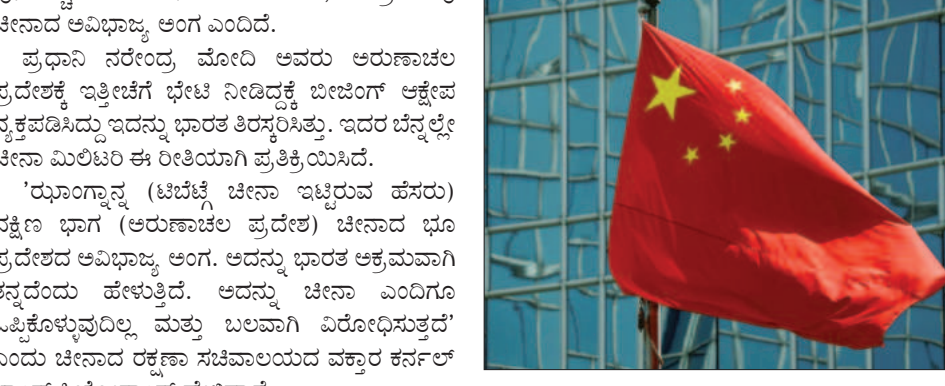 ಚೀನಾದ ಅವಿಭಾಜ್ಯ ಅಂಗ ಎಂದಿದೆ.
ಪ್ರಧಾನಿ ನರೇಂದ್ರ ಮೋದಿ ಅವರು ಅರುಣಾಚಲ
ಪ್ರದೇಶಕ್ಕೆ ಇತ್ತೀಚೆಗೆ ಭೇಟಿ ನೀಡಿದ್ದಕ್ಕೆ ಬೀಜಿಂಗ್ ಆಕ್ಷೇಪ
ವ್ಯಕ್ತಪಡಿಸಿದ್ದು ಇದನ್ನು ಭಾರತ ತಿರಸ್ಕರಿಸಿತ್ತು. ಇದರ ಬೆನ್ನಲ್ಲೇ
ಚೀನಾ ಮಿಲಿಟರಿ ಈ ರೀತಿಯಾಗಿ ಪ್ರತಿಕ್ರಿಯಿಸಿದೆ.
'ಝಾಂಗ್ನಾನ್ನ (ಟಿಬೆಟ್ಗೆ ಚೀನಾ ಇಟ್ಟಿರುವ ಹೆಸರು)
ದಕ್ಷಿಣ ಭಾಗ (ಅರುಣಾಚಲ ಪ್ರದೇಶ) ಚೀನಾದ ಭೂ
ಪ್ರದೇಶದ ಅವಿಭಾಜ್ಯ ಅಂಗ. ಅದನ್ನು ಭಾರತ ಅಕ್ರಮವಾಗಿ
ತನ್ನದೆಂದು ಹೇಳುತ್ತಿದೆ. ಅದನ್ನು ಚೀನಾ ಎಂದಿಗೂ
ಒಪ್ಪಿಕೊಳ್ಳುವುದಿಲ್ಲ ಮತ್ತು ಬಲವಾಗಿ ವಿರೋಧಿಸುತ್ತದೆ'
ಎಂದು ಚೀನಾದ ರಕ್ಷಣಾ ಸಚಿವಾಲಯದ ವಕ್ತಾರ ಕರ್ನಲ್